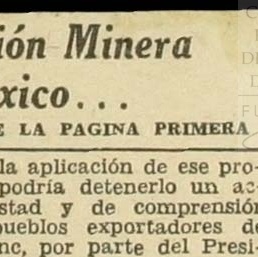 ión Minera
xico...
E LA PAGINA PRIMERA
la aplicación de ese pro-
podría detenerlo un ac-
stad y de comprensión
pueblos exportadores de
nc, por parte del Presi-